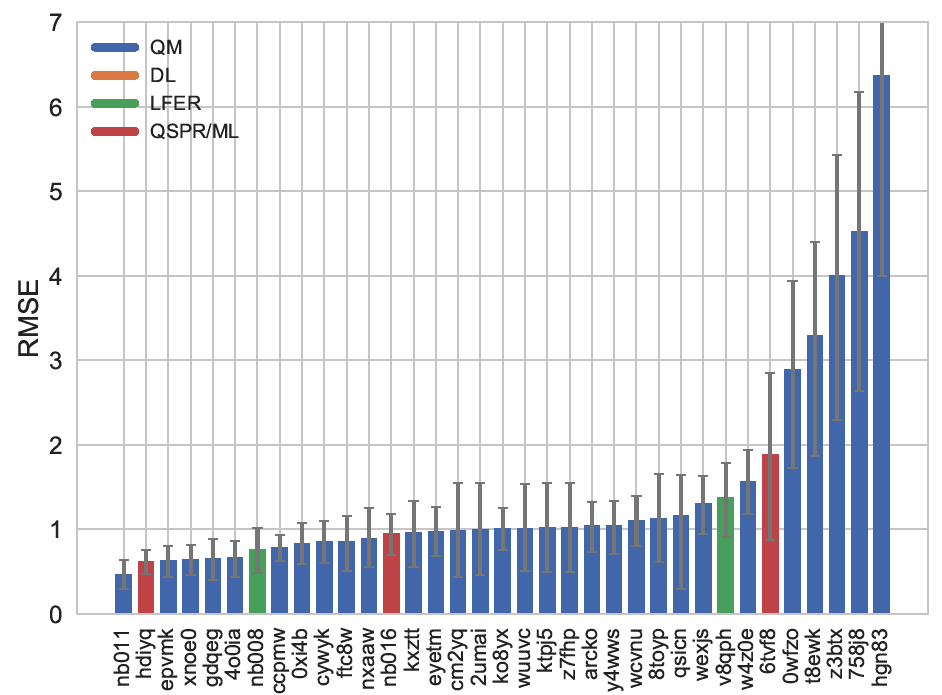 7
6
5
4
3
2
1
0
RMSE
QM
DL
LFER
QSPR/ML
nb011
hdiyq
epvmk
xmoe0
gdqeg
4o0ia
nb008
ccpmw
0xi4b
cywyk
ftc8w
nxaaw
nb016
kxztt
eyetm
cm2yq
2umai
ko8yx
wuuvc
ktpj5
z7fhp
arcko
y4wws
wcvnu
8toyp
qsicn
wexjs
v8qph
w4z0e
6tvf8
0wfzo
t8ewk
z3btx
758j8
hgn83